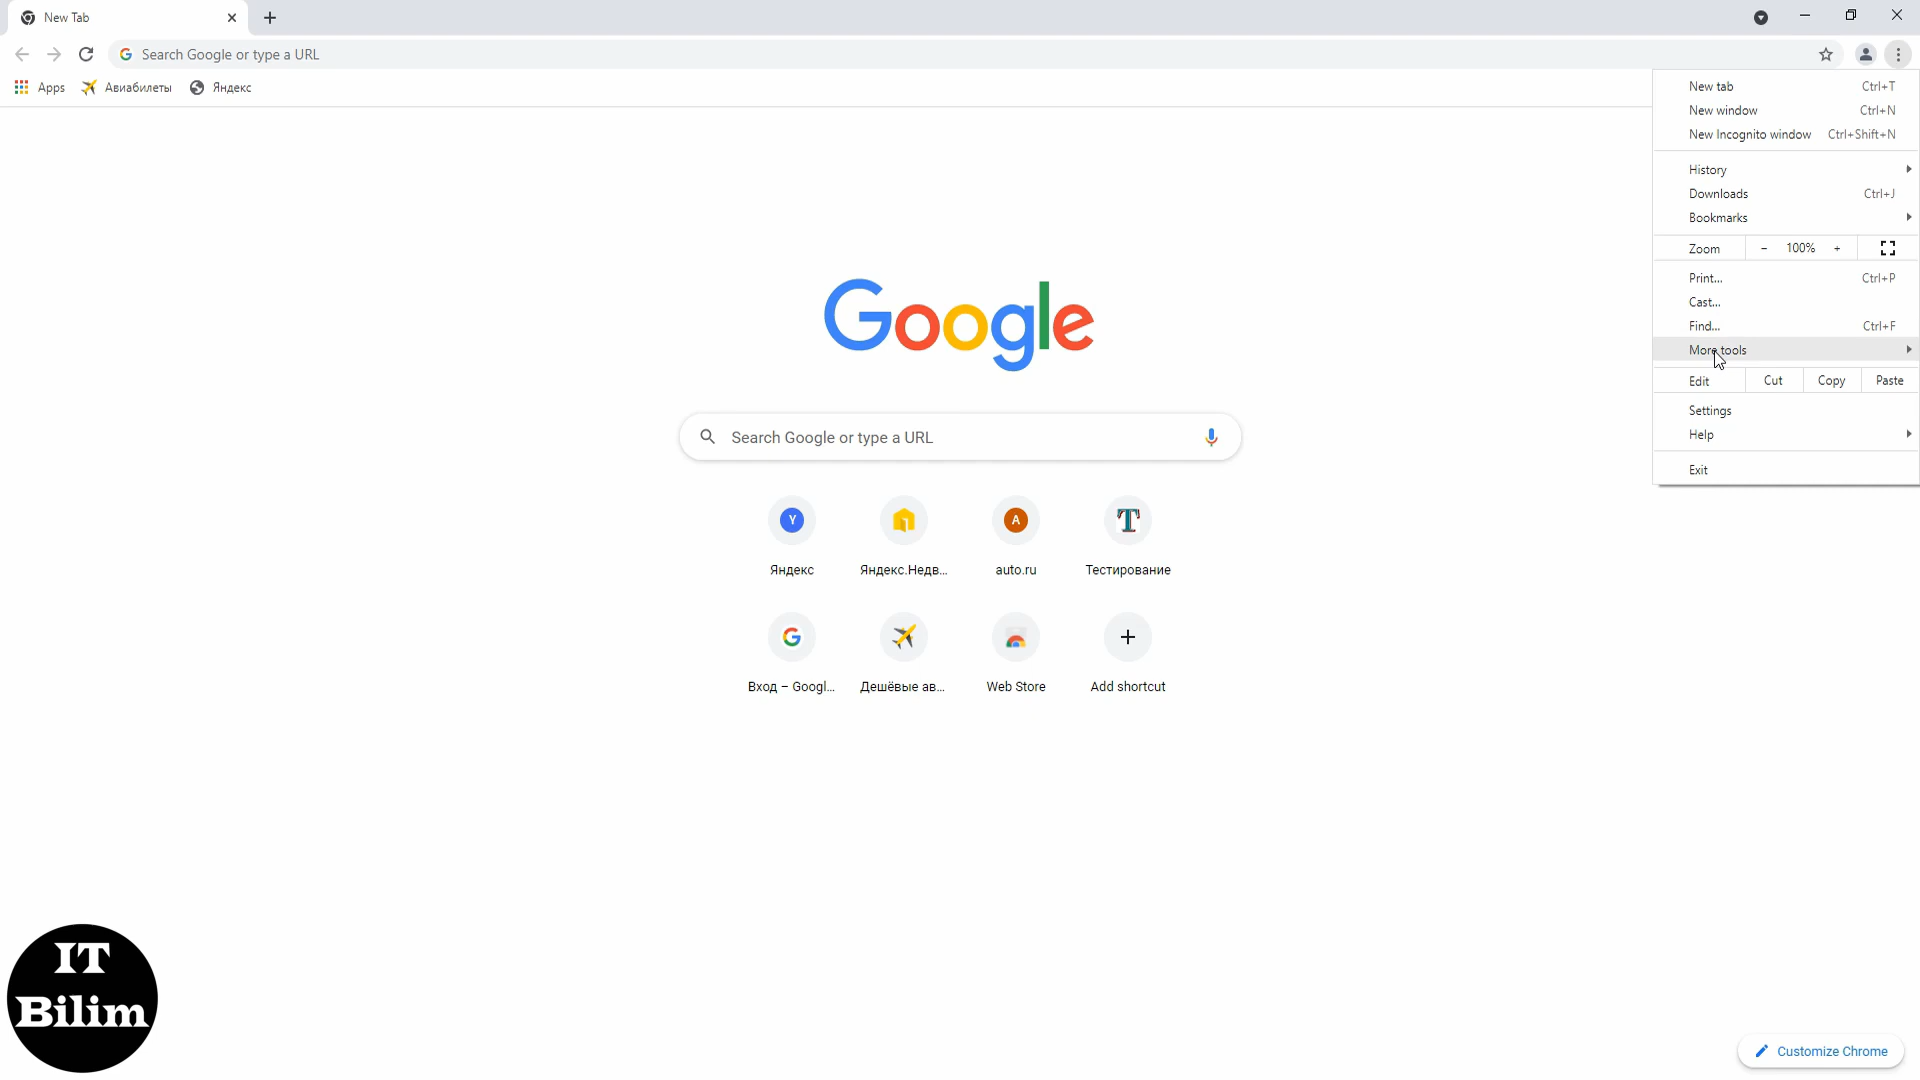 New Tab
Search Google or type a URL
Apps Авиабилеты Яндекс
New tab Ctrl+T
New window Ctrl+N
New Incognito window Ctrl+Shift+N
History
Downloads Ctrl+J
Bookmarks
Zoom - 100% +
Print... Ctrl+P
Cast...
Find... Ctrl+F
More tools
Edit Cut Copy Paste
Settings
Help
Exit
Google
Search Google or type a URL
Y A T
Яндекс Яндекс.Недв... auto.ru Тестирование
G
Вход – Googl... Дешёвые ав... Web Store Add shortcut
IT
Bilim
Customize Chrome